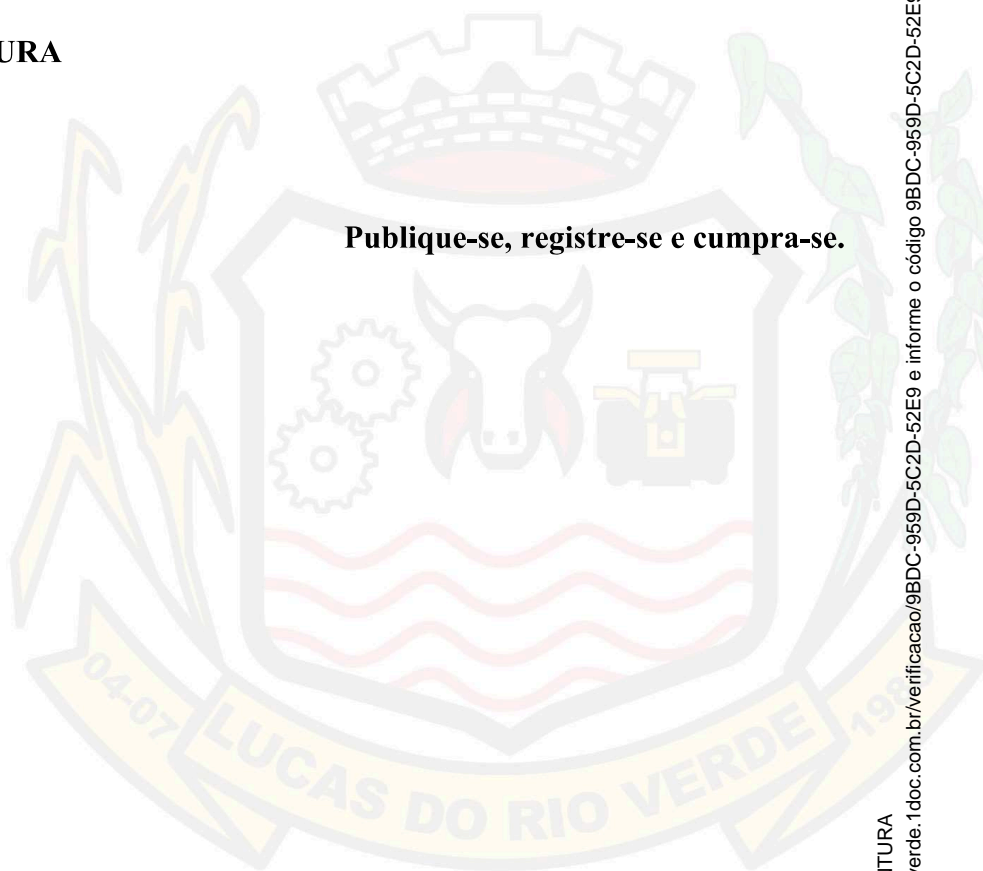 URA
Publique-se, registre-se e cumpra-se.
04-07
LUCAS DO RIO VERDE
ITURA
verde.1doc.com.br/verificacao/9BDC-959D-5C2D-52E9 e informe o código 9BDC-959D-5C2D-52E9